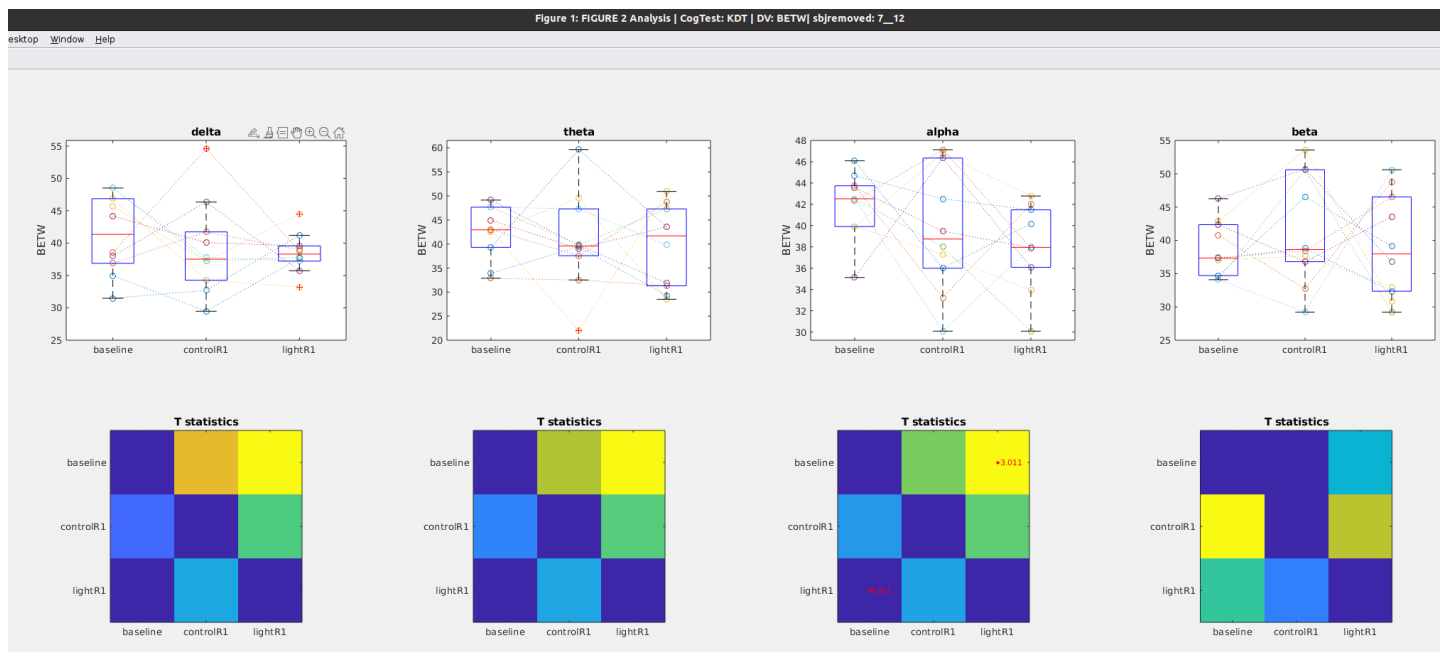 Figure 1: FIGURE 2 Analysis | CogTest: KDT | DV: BETW| sbjremoved: 7__12
esktop Window Help
delta
55
50
45
40
35
30
25
BETW
baseline controlR1 lightR1
theta
60
55
50
45
40
35
30
25
20
BETW
baseline controlR1 lightR1
alpha
48
46
44
42
40
38
36
34
32
30
BETW
baseline controlR1 lightR1
beta
55
50
45
40
35
30
25
BETW
baseline controlR1 lightR1
T statistics
baseline
controlR1
lightR1
baseline controlR1 lightR1
T statistics
baseline
controlR1
lightR1
baseline controlR1 lightR1
T statistics
baseline
controlR1
lightR1
3.011
baseline controlR1 lightR1
T statistics
baseline
controlR1
lightR1
baseline controlR1 lightR1